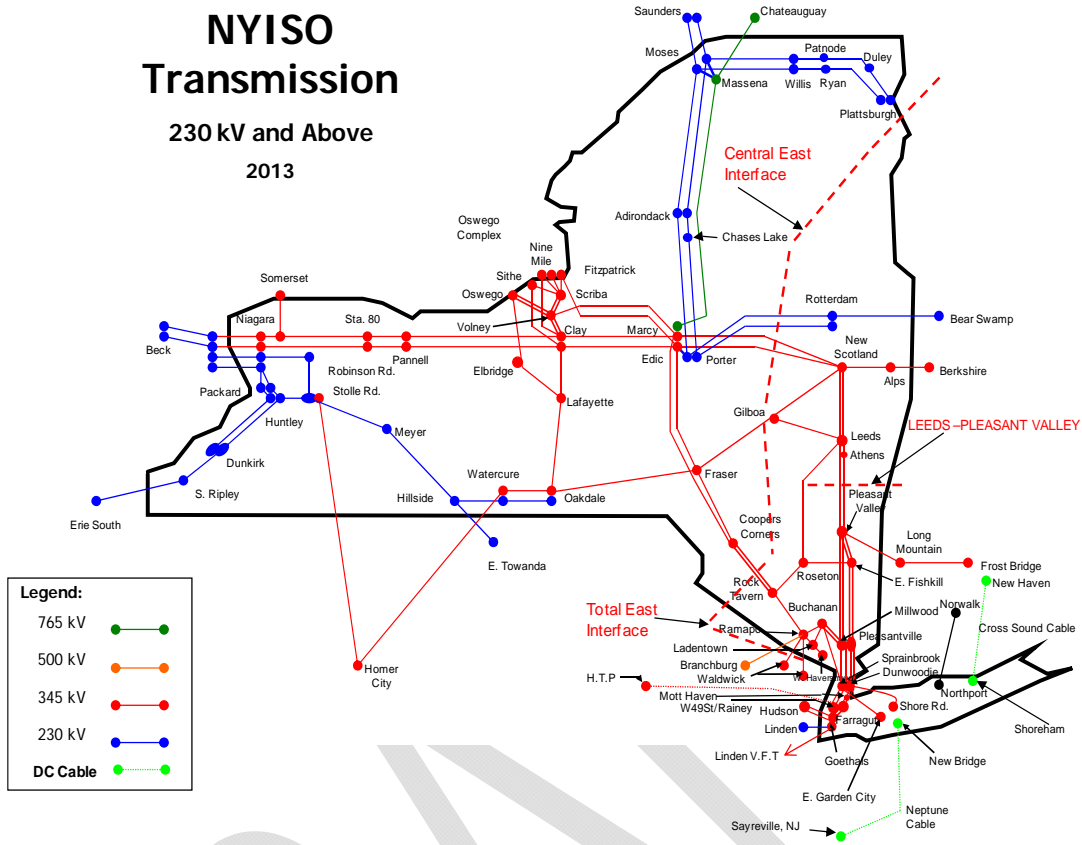 NYISO
Transmission
230 kV and Above
2013
Saunders
Chateauguay
Moses
Patnode
Duley
Massena
Willis
Ryan
Plattsburgh
Central East
Interface
Adirondack
Chases Lake
Oswego
Complex
Nine
Mile
Sithe
Fitzpatrick
Somerset
Oswego
Scriba
Rotterdam
Niagara
Sta. 80
Volney
Clay
Marcy
Bear Swamp
Beck
Pannell
Elbridge
Edic
Porter
New
Scotland
Berkshire
Alps
Robinson Rd.
Packard
Stolle Rd.
Huntley
Lafayette
Gilboa
LEEDS –PLEASANT VALLEY
Meyer
Leeds
Athens
Dunkirk
Watercure
Fraser
S. Ripley
Hillside
Oakdale
Pleasant
Valley
Erie South
Coopers
Corners
Long
Mountain
E. Towanda
Frost Bridge
Rock
Tavern
Roseton
E. Fishkill
New Haven
Legend:
765 kV
500 kV
345 kV
230 kV
DC Cable
Buchanan
Millwood
Norwalk
Total East
Interface
Ramapo
Cross Sound Cable
Ladentown
Pleasantville
Branchburg
Waldwick
W. Haverstr
Sprainbrook
Dunwoodie
Homer
City
H.T.P
Mott Haven
Northport
W49St/Rainey
Hudson
Shore Rd.
Farragut
Shoreham
Linden
Linden V.F.T
Goethals
New Bridge
E. Garden City
Neptune
Cable
Sayreville, NJ